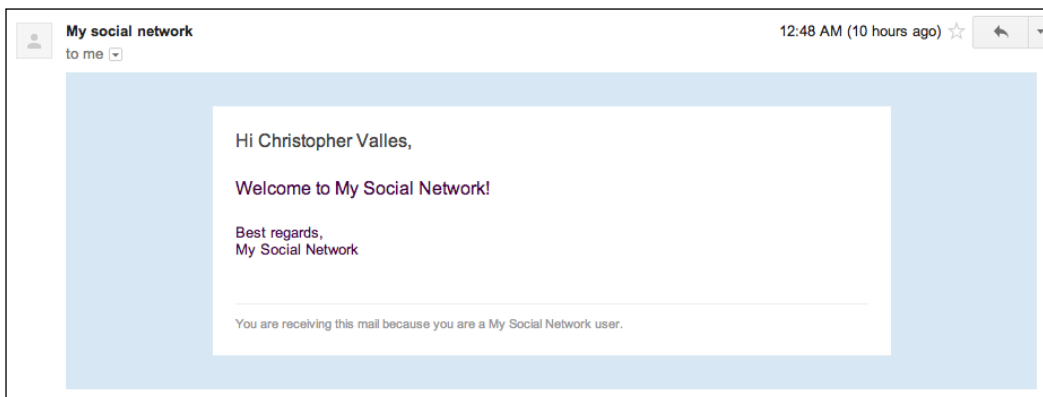 My social network
12:48 AM (10 hours ago)
to me
Hi Christopher Valles,
Welcome to My Social Network!
Best regards,
My Social Network
You are receiving this mail because you are a My Social Network user.